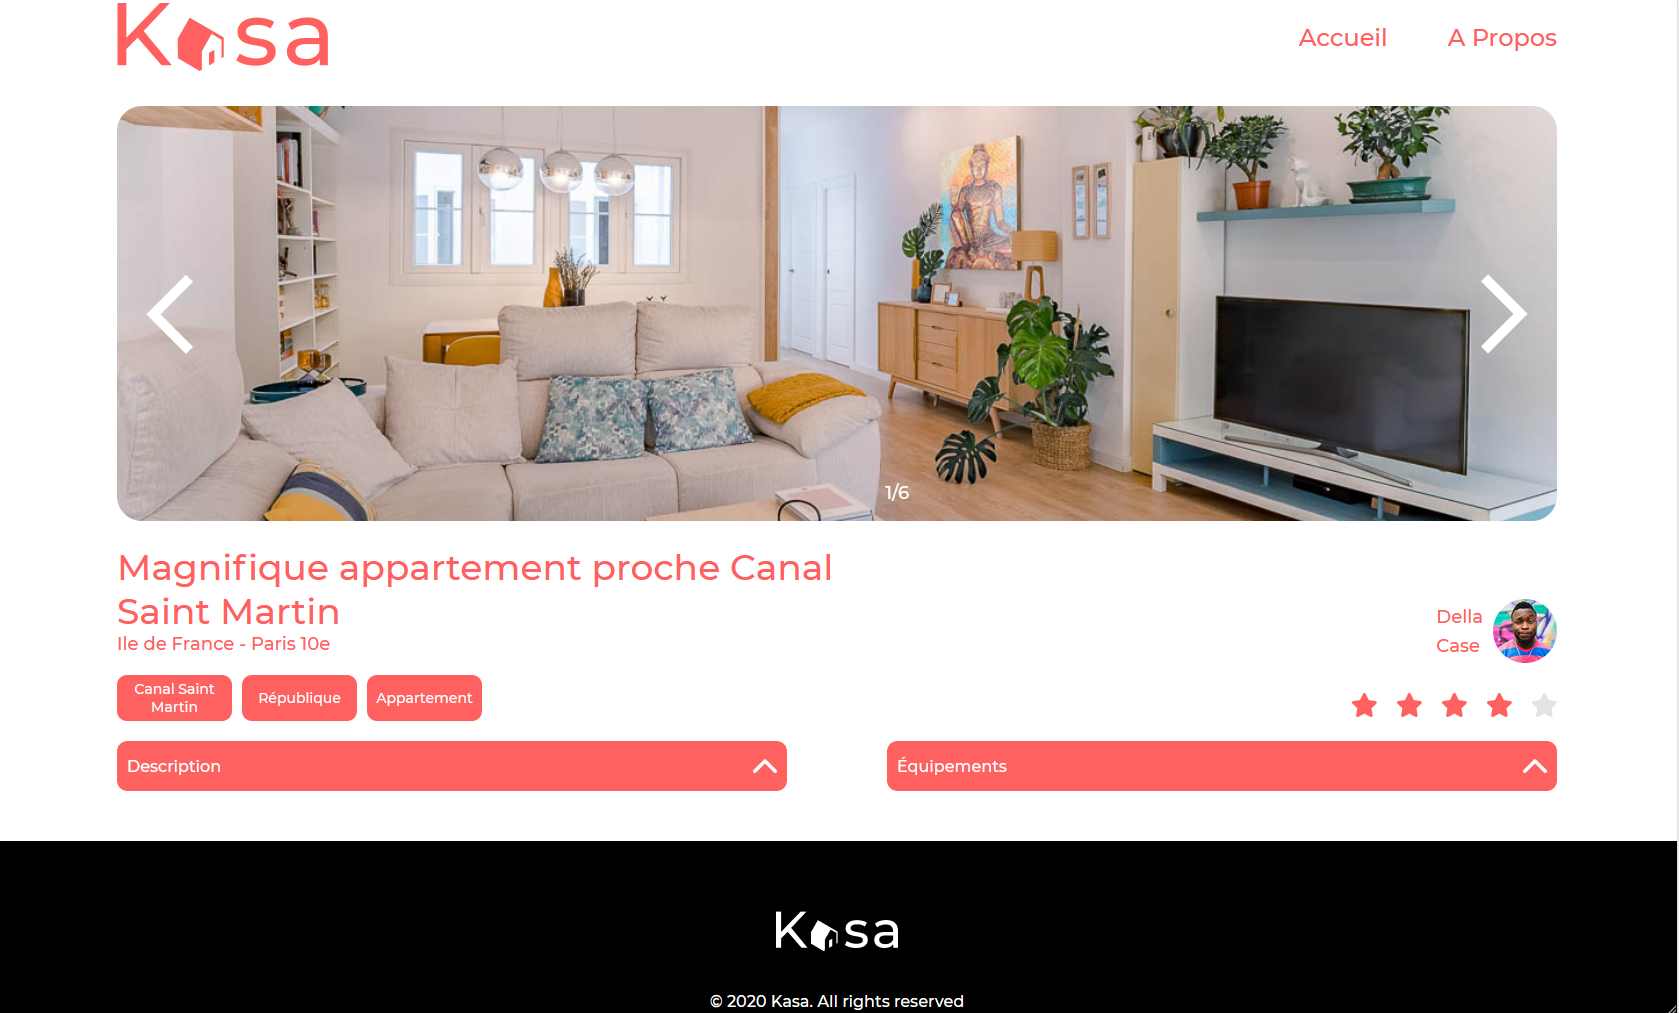 Kasa
Accueil
A Propos
1/6
Magnifique appartement proche Canal
Saint Martin
Ile de France - Paris 10e
Della
Case
Canal Saint
Martin
République
Appartement
Description
Équipements
Kasa
© 2020 Kasa. All rights reserved